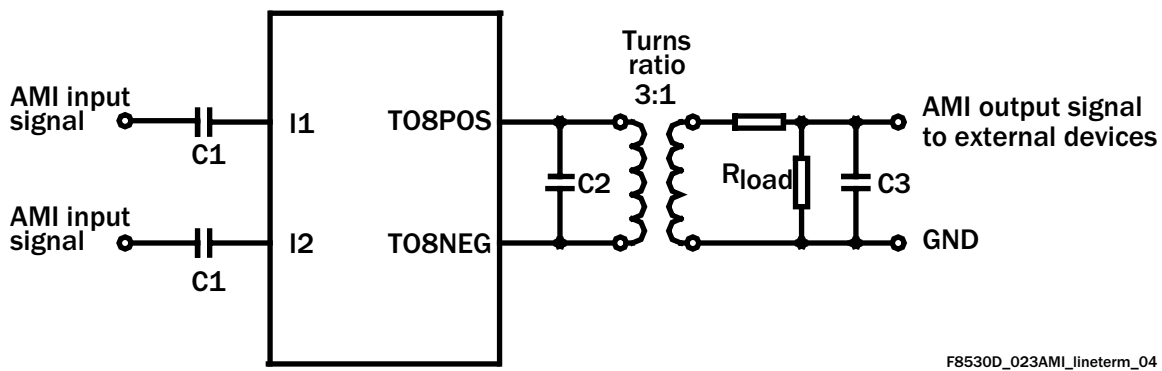 Turns
ratio
3:1
AMI input
signal
C1
I1
TO8POS
AMI output signal
to external devices
C2
Rload
C3
AMI input
signal
C1
I2
TO8NEG
GND
F8530D_023AMI_lineterm_04